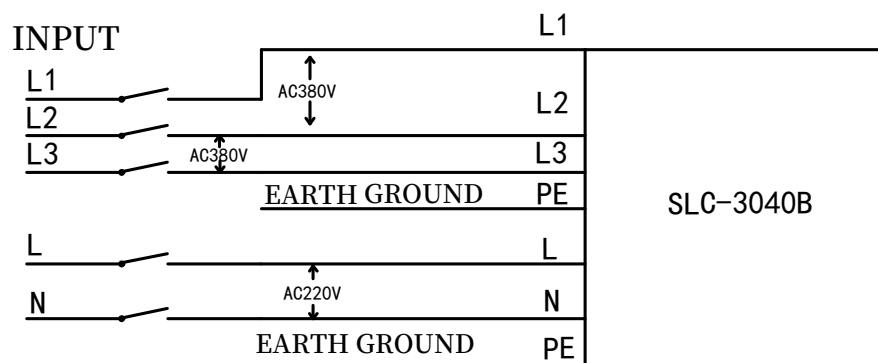 L1
INPUT
L1
AC380V
L2
L2
L3
AC380V
L3
EARTH GROUND
PE
SLC-3040B
L
L
AC220V
N
N
EARTH GROUND
PE